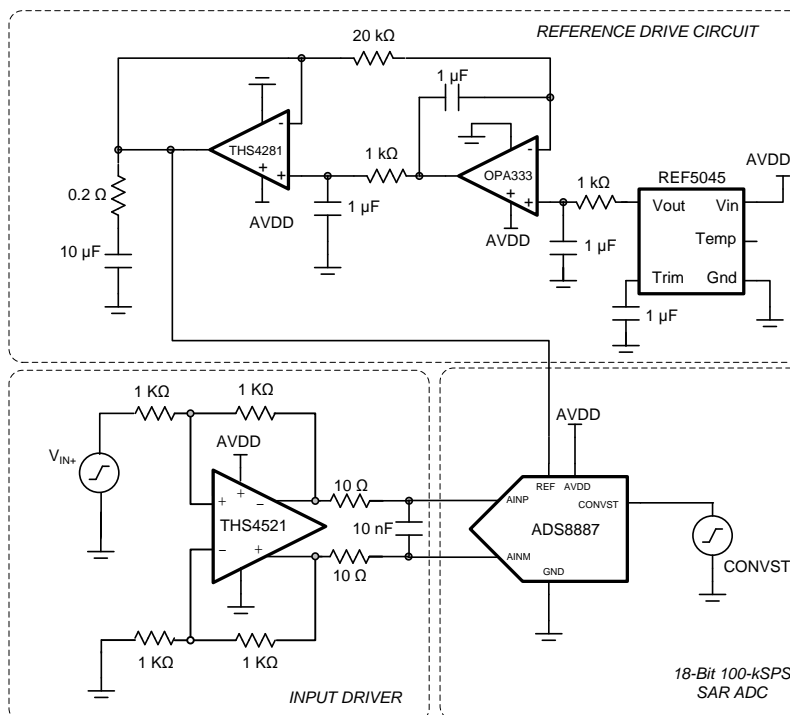 REFERENCE DRIVE CIRCUIT
20 kΩ
1 µF
-
THS4281
+
+
AVDD
1 kΩ
1 µF
-
OPA333
+
+
AVDD
1 kΩ
1 µF
REF5045
AVDD
Vout
Vin
Temp
Trim
Gnd
1 µF
0.2 Ω
10 µF
1 KΩ
1 KΩ
AVDD
VIN+
+
+
−
THS4521
−
+
10 Ω
10 nF
10 Ω
1 KΩ
1 KΩ
INPUT DRIVER
AVDD
REF
AVDD
CONVST
AINP
ADS8887
AINM
GND
CONVST
18-Bit 100-kSPS
SAR ADC